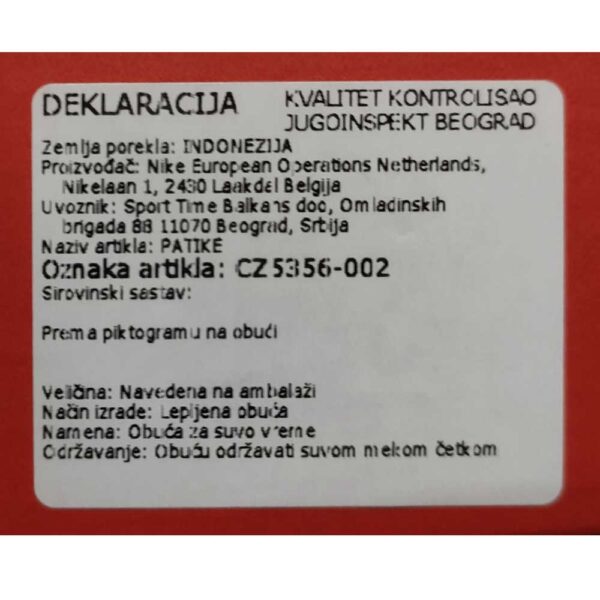 DEKLARACIJA
KVALITET KONTROLISAO
JUGOINSPEKT BEOGRAD
Zemlja porekla: INDONEZIJA
Proizvođač: Nike European Operations Netherlands,
Nikelaan 1, 2430 Laakdal Belgija
Uvoznik: Sport Time Balkans doo, Omladinskih
brigada 88 11070 Beograd, Srbija
Naziv artikla: PATIKE
Oznaka artikla: CZ5356-002
Sirovinski sastav:
Prema piktogramu na obući
Veličina: Navedena na ambalaži
Način izrade: Lepljena obuća
Namena: Obuća za suvo vreme
Održavanje: Obuću održavati suvom mekom četkom